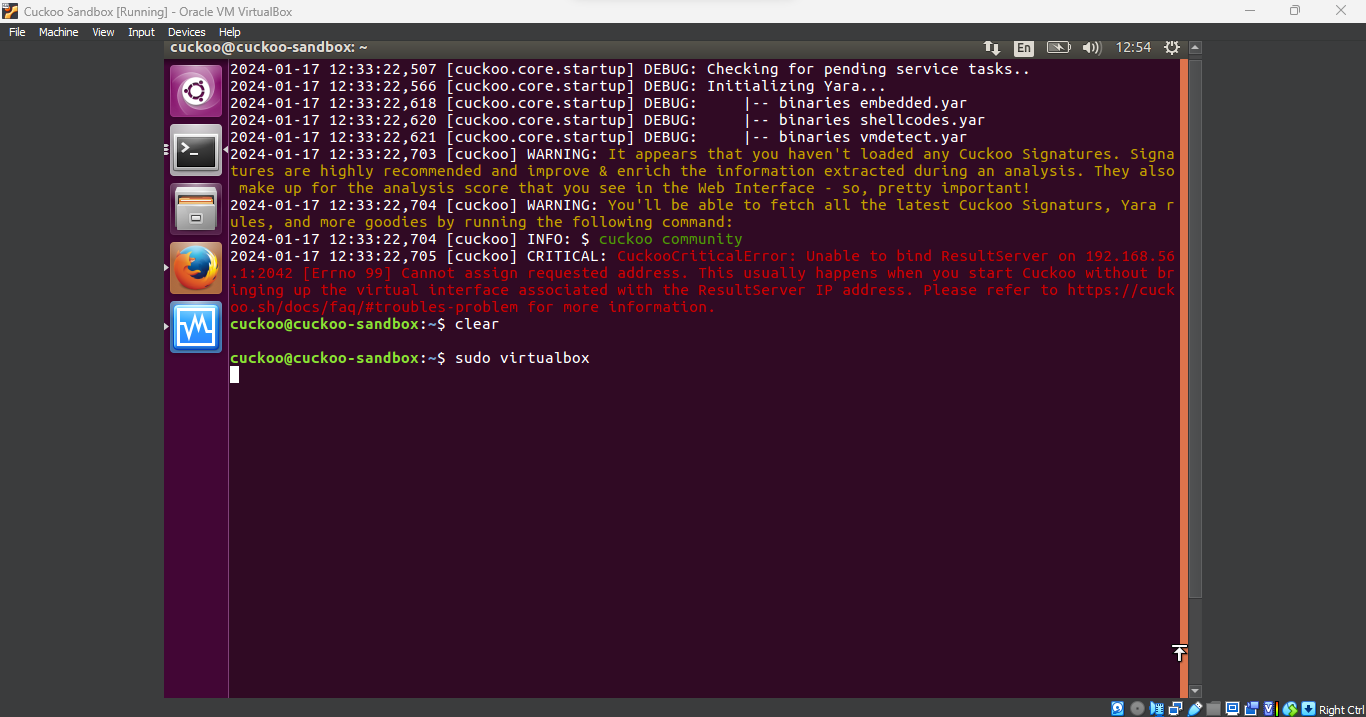 Cuckoo Sandbox [Running] - Oracle VM VirtualBox
File Machine View Input Devices Help
cuckoo@cuckoo-sandbox: ~ En 12:54
2024-01-17 12:33:22,507 [cuckoo.core.startup] DEBUG: Checking for pending service tasks..
2024-01-17 12:33:22,566 [cuckoo.core.startup] DEBUG: Initializing Yara...
2024-01-17 12:33:22,618 [cuckoo.core.startup] DEBUG:     |-- binaries embedded.yar
2024-01-17 12:33:22,620 [cuckoo.core.startup] DEBUG:     |-- binaries shellcodes.yar
2024-01-17 12:33:22,621 [cuckoo.core.startup] DEBUG:     |-- binaries vmdetect.yar
2024-01-17 12:33:22,703 [cuckoo] WARNING: It appears that you haven't loaded any Cuckoo Signatures. Signa
tures are highly recommended and improve & enrich the information extracted during an analysis. They also
 make up for the analysis score that you see in the Web Interface - so, pretty important!
2024-01-17 12:33:22,704 [cuckoo] WARNING: You'll be able to fetch all the latest Cuckoo Signaturs, Yara r
ules, and more goodies by running the following command:
2024-01-17 12:33:22,704 [cuckoo] INFO: $ cuckoo community
2024-01-17 12:33:22,705 [cuckoo] CRITICAL: CuckooCriticalError: Unable to bind ResultServer on 192.168.56
.1:2042 [Errno 99] Cannot assign requested address. This usually happens when you start Cuckoo without br
inging up the virtual interface associated with the ResultServer IP address. Please refer to https://cuck
oo.sh/docs/faq/#troubles-problem for more information.
cuckoo@cuckoo-sandbox:~$ clear
cuckoo@cuckoo-sandbox:~$ sudo virtualbox
Right Ctrl